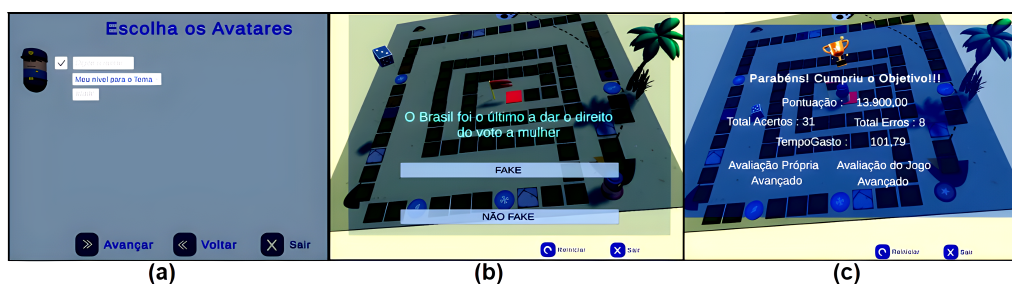 Escolha os Avatares
Meu nível para o Tema
Avançar
Voltar
Sair
(a)
O Brasil foi o último a dar o direito
do voto a mulher
FAKE
NÃO FAKE
Reiniciar
Sair
(b)
Parabéns! Cumpriu o Objetivo!!!
Pontuação : 13.900,00
Total Acertos : 31 Total Erros : 8
TempoGasto : 101,79
Avaliação Própria Avaliação do Jogo
Avançado Avançado
Reiniciar
Sair
(c)